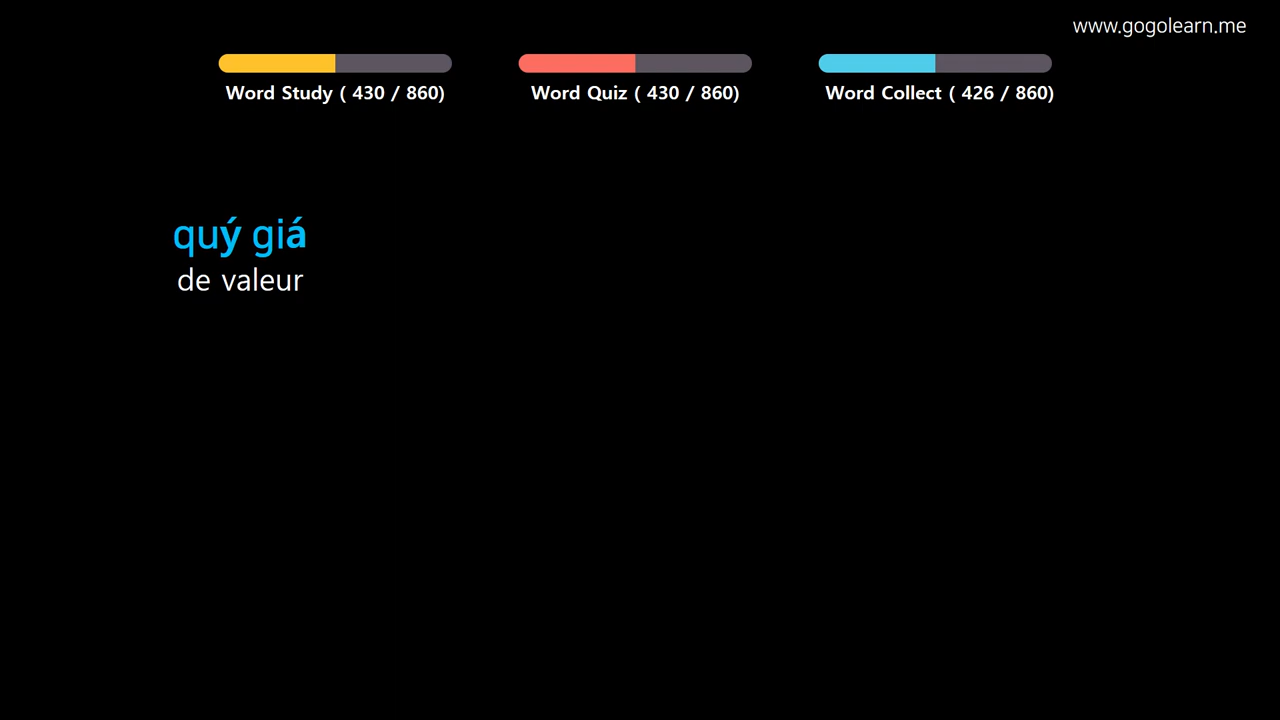 www.gogolearn.me
Word Study ( 430 / 860)
Word Quiz ( 430 / 860)
Word Collect ( 426 / 860)
quý giá
de valeur